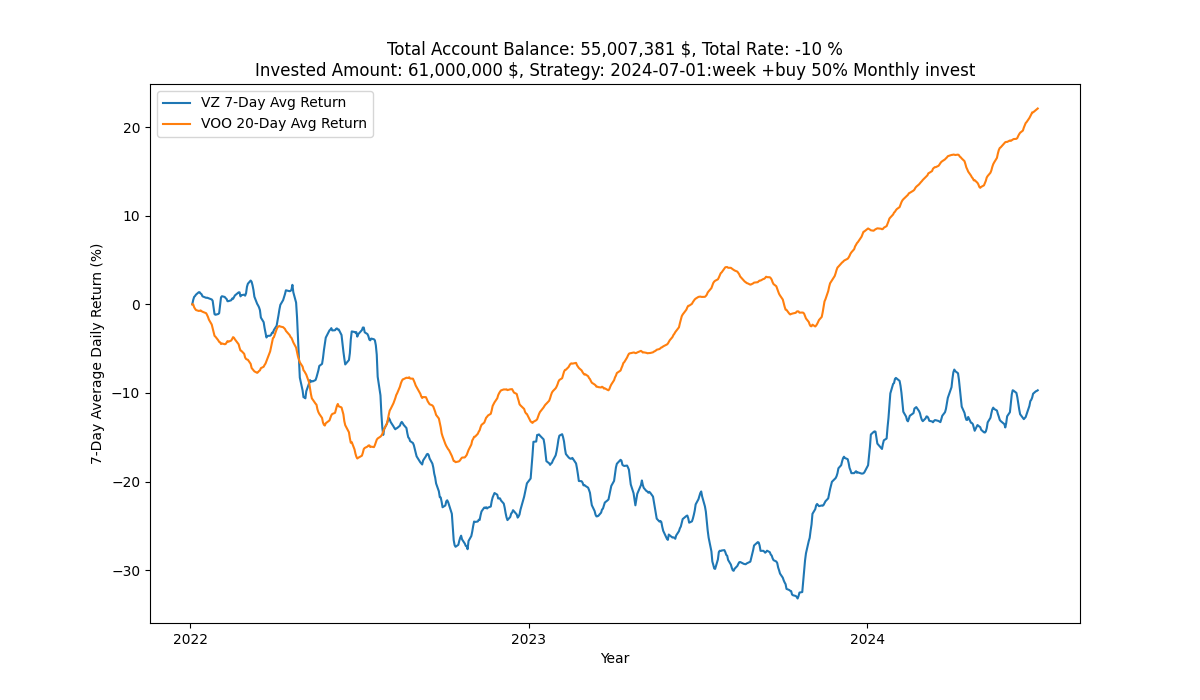 Total Account Balance: 55,007,381 $, Total Rate: -10 %
Invested Amount: 61,000,000 $, Strategy: 2024-07-01:week +buy 50% Monthly invest
VZ 7-Day Avg Return
VOO 20-Day Avg Return
7-Day Average Daily Return (%)
20
10
0
−10
−20
−30
2022
2023
2024
Year